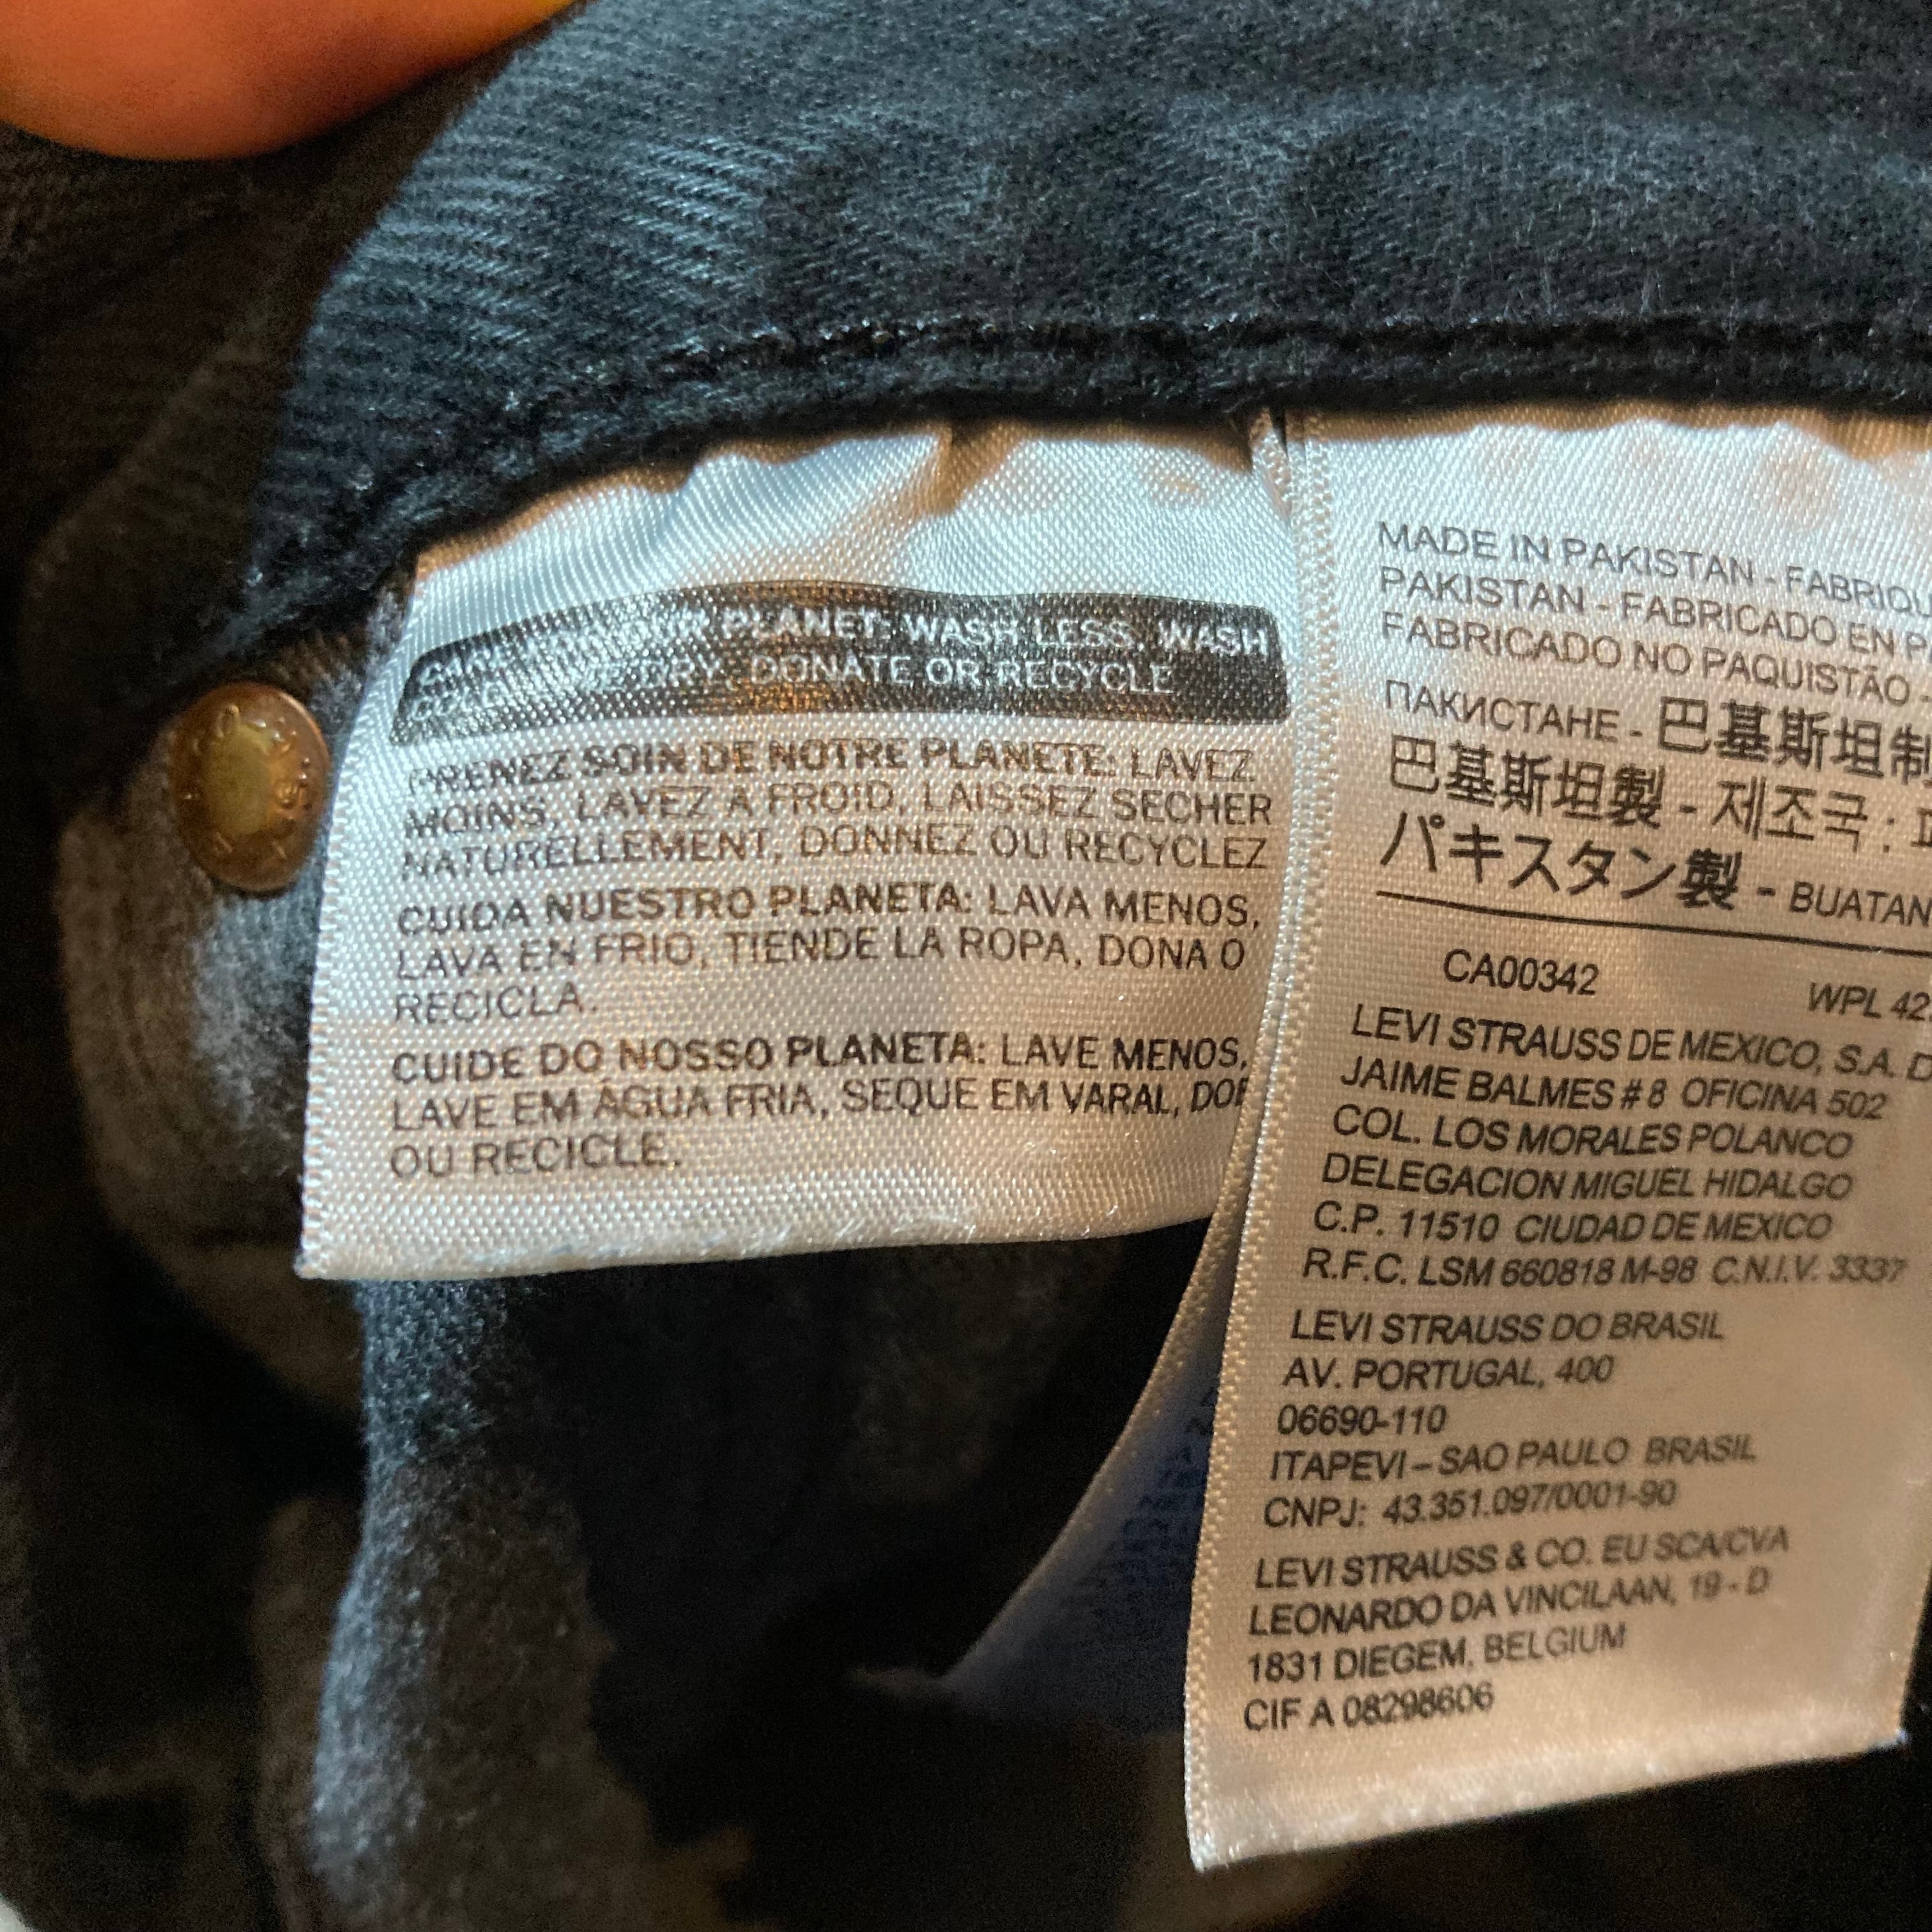 PLANET: WASH LESS, WASH
DRY, DONATE OR RECYCLE
PRENEZ SOIN DE NOTRE PLANETE: LAVEZ
MOINS, LAVEZ A FROID, LAISSEZ SECHER
NATURELLEMENT, DONNEZ OU RECYCLEZ
CUIDA NUESTRO PLANETA: LAVA MENOS,
LAVA EN FRIO, TIENDE LA ROPA, DONA O
RECICLA.
CUIDE DO NOSSO PLANETA: LAVE MENOS,
LAVE EM ÁGUA FRIA, SEQUE EM VARAL,
OU RECICLE.
MADE IN PAKISTAN -
PAKISTAN - FABRICADO EN
FABRICADO NO PAQUISTÃO
ПАКИСТАНЕ - 巴基斯坦制
巴基斯坦製 - 제조국 :
パキスタン製 - BUATAN
CA00342
WPL
LEVI STRAUSS DE MEXICO, S.A.
JAIME BALMES # 8 OFICINA 502
COL. LOS MORALES POLANCO
DELEGACION MIGUEL HIDALGO
C.P. 11510 CIUDAD DE MEXICO
R.F.C. LSM 660818 M-98 C.N.I.V. 3337
LEVI STRAUSS DO BRASIL
AV. PORTUGAL, 400
06690-110
ITAPEVI – SAO PAULO BRASIL
CNPJ: 43.351.097/0001-90
LEVI STRAUSS & CO. EU SCA/CVA
LEONARDO DA VINCILAAN, 19 - D
1831 DIEGEM, BELGIUM
CIF A 08298606